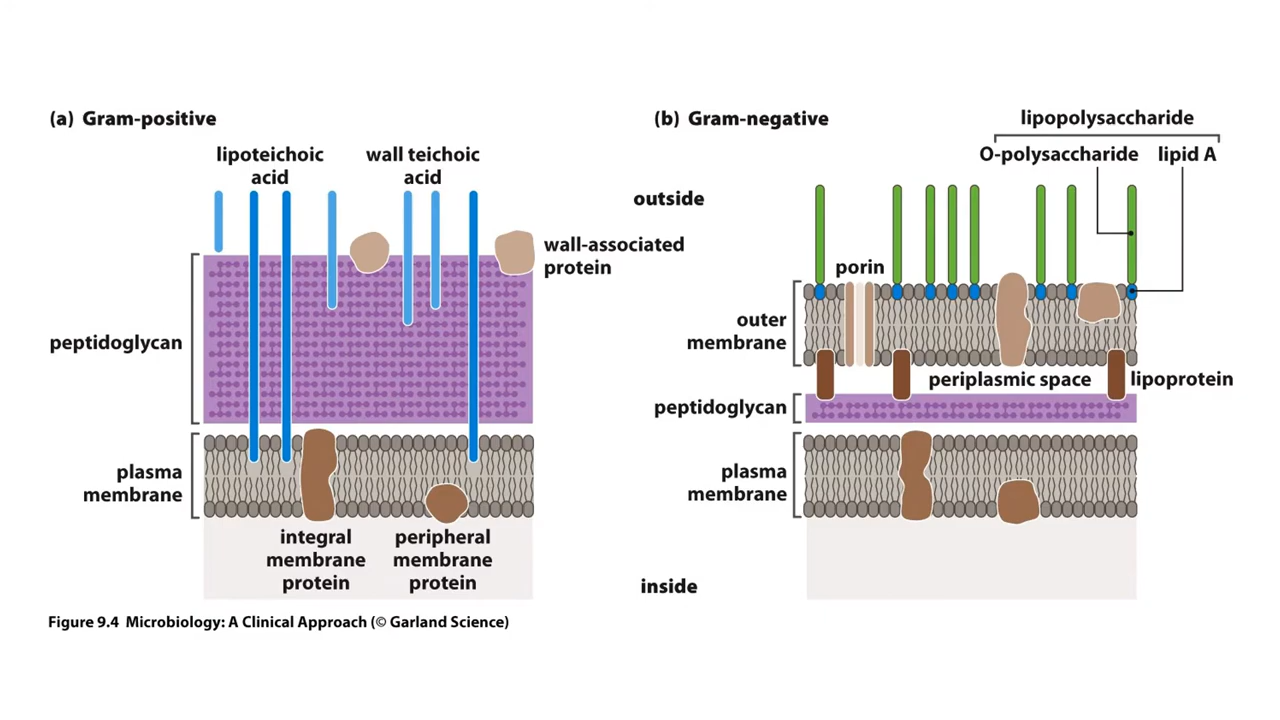 (a) Gram-positive
lipoteichoic
acid
wall teichoic
acid
wall-associated
protein
peptidoglycan
plasma
membrane
integral
membrane
protein
peripheral
membrane
protein
outside
inside
(b) Gram-negative
lipopolysaccharide
O-polysaccharide
lipid A
porin
outer
membrane
periplasmic space
lipoprotein
peptidoglycan
plasma
membrane
Figure 9.4 Microbiology: A Clinical Approach (© Garland Science)